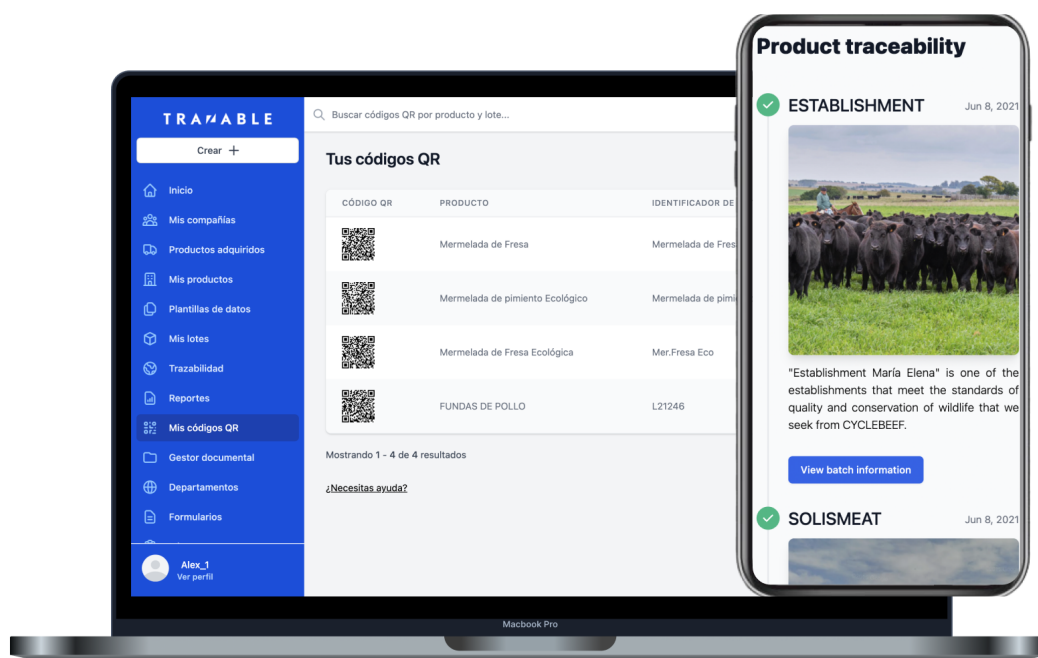 TRAZABLE
Crear +
Inicio
Mis compañías
Productos adquiridos
Mis productos
Plantillas de datos
Mis lotes
Trazabilidad
Reportes
Mis códigos QR
Gestor documental
Departamentos
Formularios
Alex_1
Ver perfil
Buscar códigos QR por producto y lote...
Tus códigos QR
CÓDIGO QR PRODUCTO IDENTIFICADOR DE
Mermelada de Fresa Mermelada de Fres
Mermelada de pimiento Ecológico Mermelada de pimi
Mermelada de Fresa Ecológica Mer.Fresa Eco
FUNDAS DE POLLO L21246
Mostrando 1 - 4 de 4 resultados
¿Necesitas ayuda?
Macbook Pro
Product traceability
ESTABLISHMENT Jun 8, 2021
"Establishment María Elena" is one of the
establishments that meet the standards of
quality and conservation of wildlife that we
seek from CYCLEBEEF.
View batch information
SOLISMEAT Jun 8, 2021